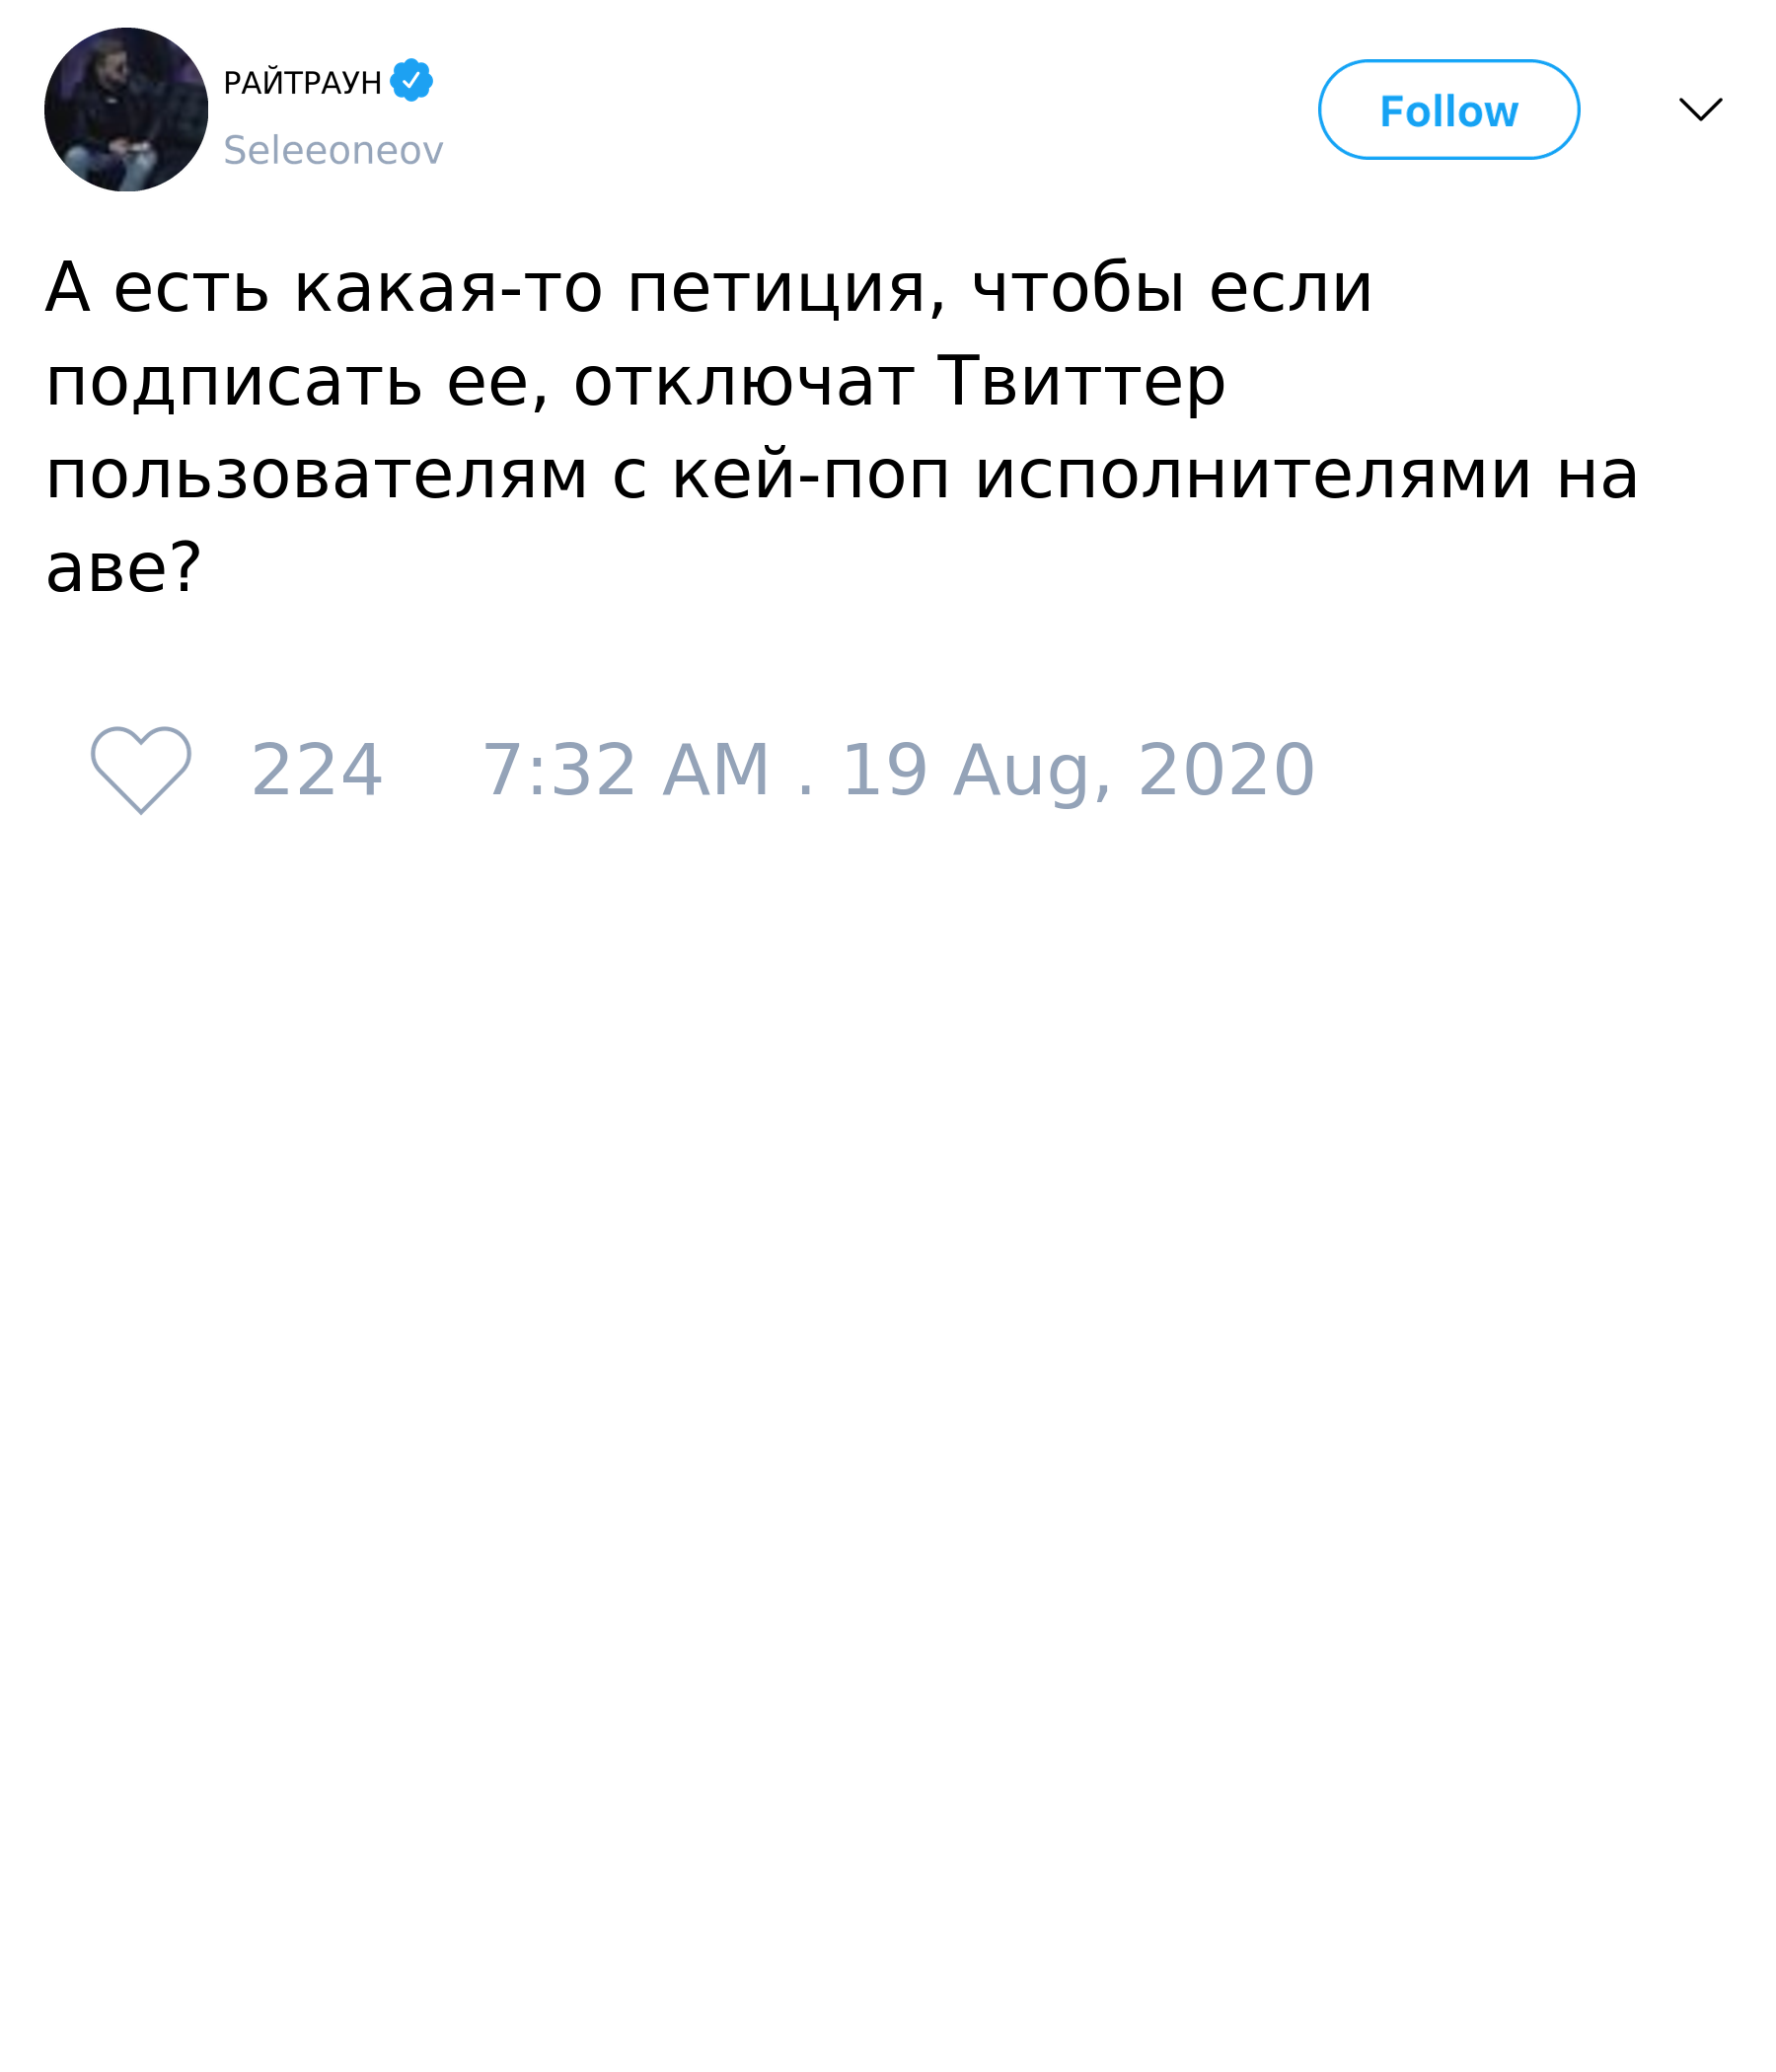 РАЙТРАУН
Seleeoneov
Follow
А есть какая-то петиция, чтобы если
подписать ее, отключат Твиттер
пользователям с кей-поп исполнителями на
аве?
224 7:32 AM . 19 Aug, 2020